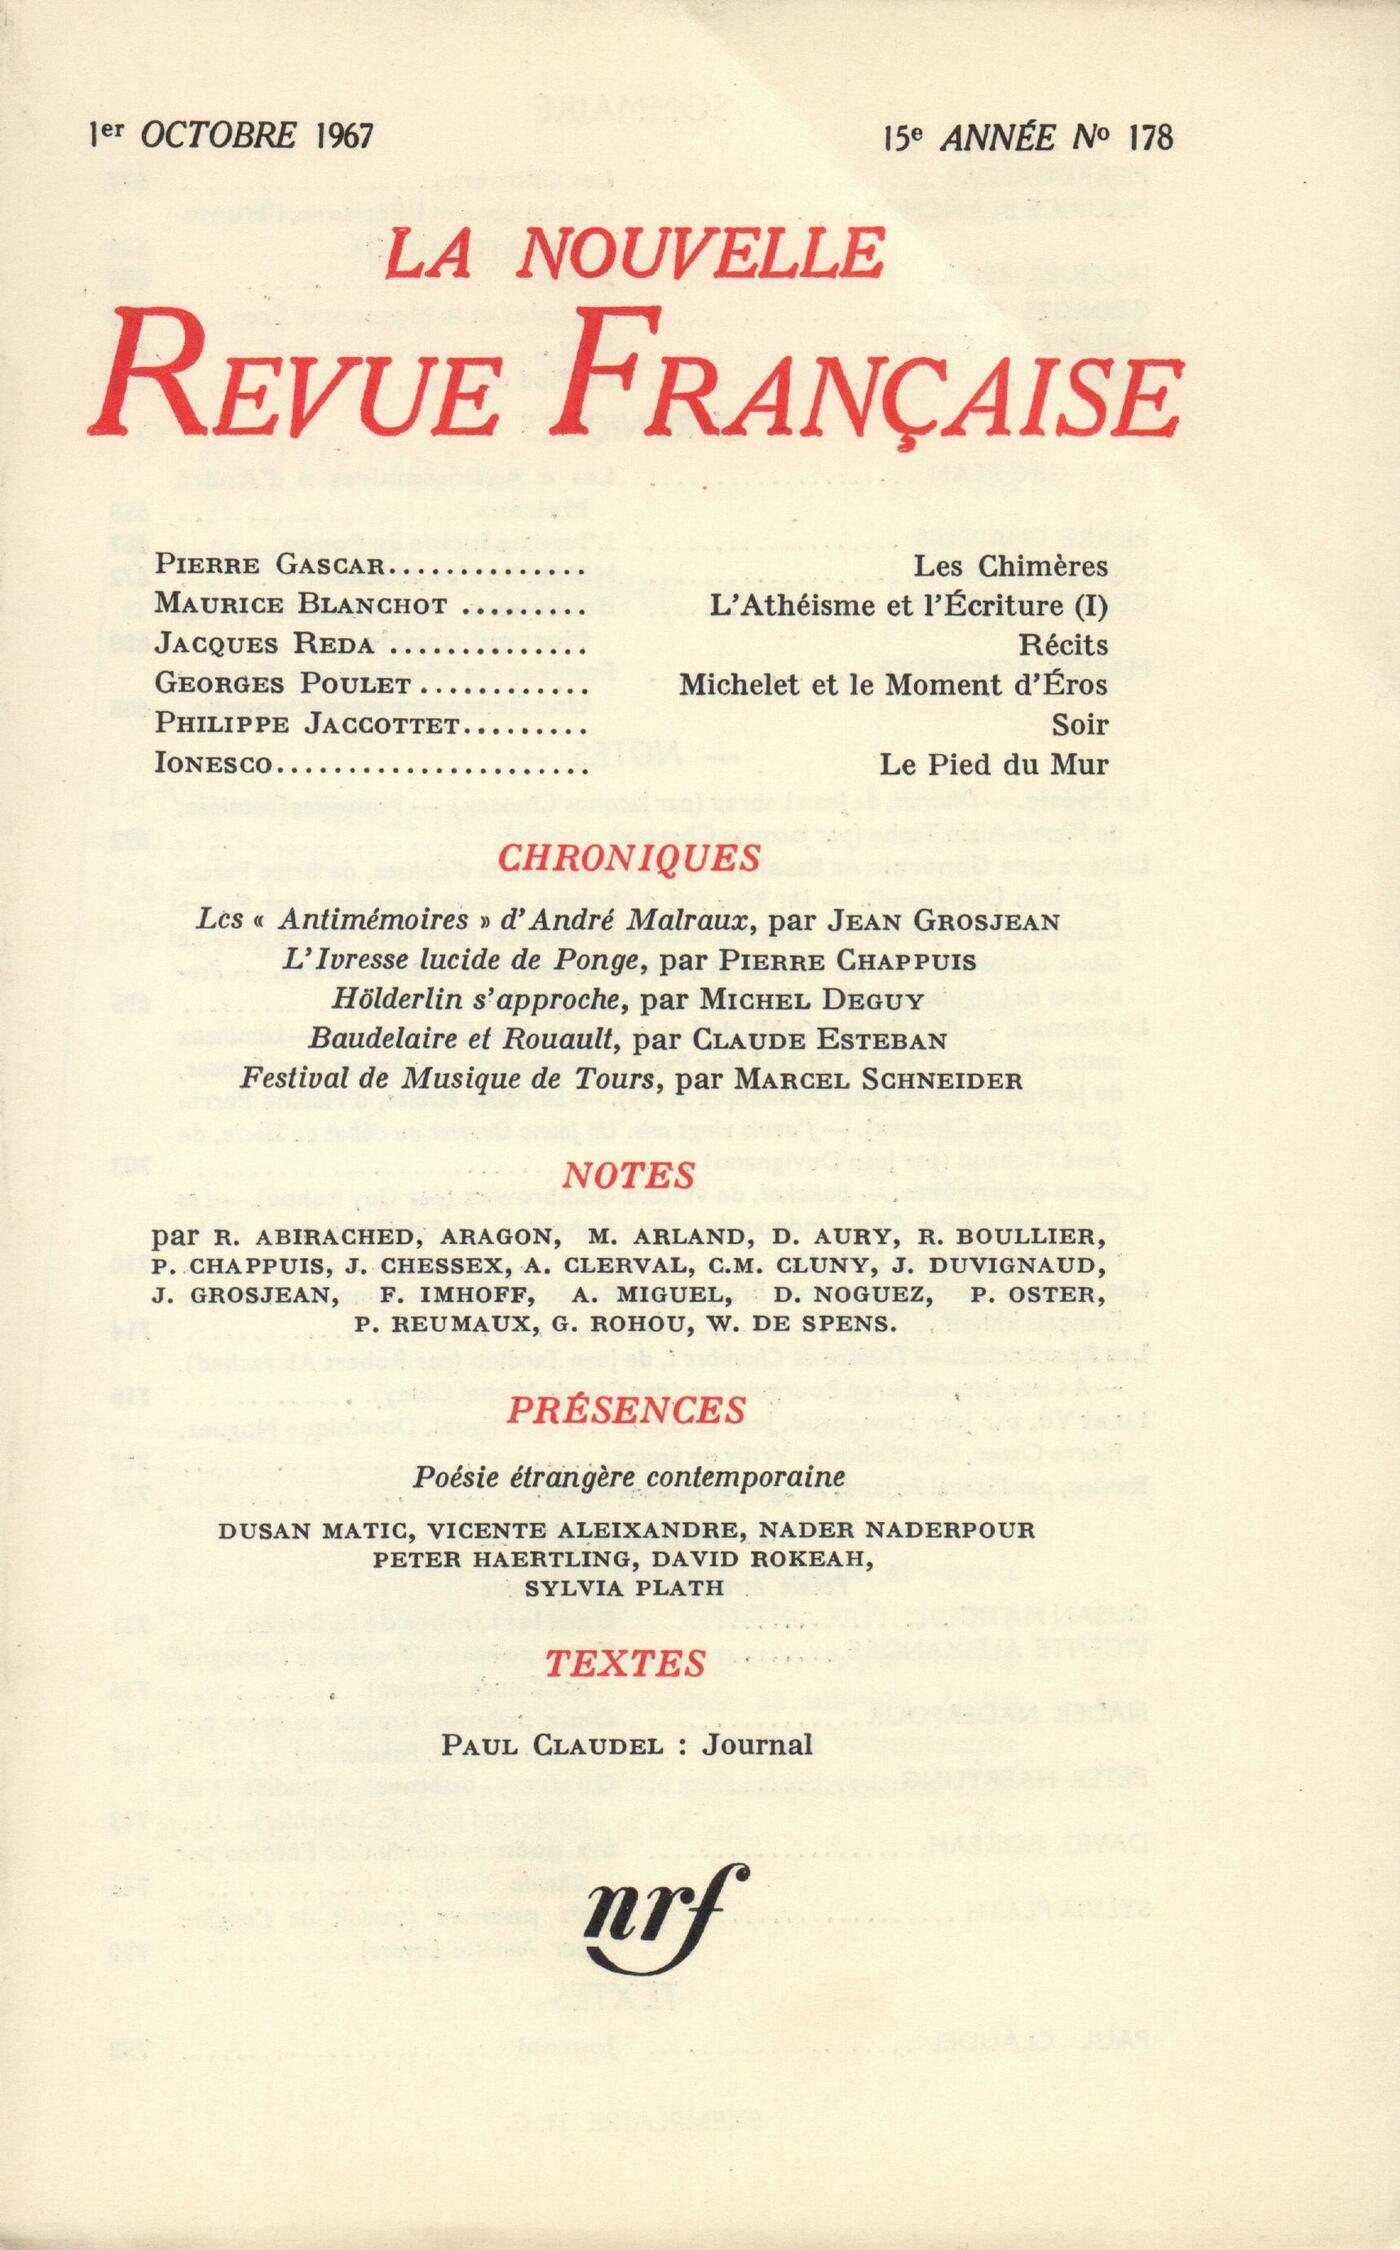 1er OCTOBRE 1967
15e ANNÉE No 178
LA NOUVELLE
REVUE FRANÇAISE
PIERRE GASCAR.............. Les Chimères
MAURICE BLANCHOT ......... L'Athéisme et l'Écriture (I)
JACQUES REDA .............. Récits
GEORGES POULET ............ Michelet et le Moment d'Éros
PHILIPPE JACCOTTET......... Soir
IONESCO...................... Le Pied du Mur
CHRONIQUES
Les « Antimémoires » d'André Malraux, par JEAN GROSJEAN
L'Ivresse lucide de Ponge, par PIERRE CHAPPUIS
Hölderlin s'approche, par MICHEL DEGUY
Baudelaire et Rouault, par CLAUDE ESTEBAN
Festival de Musique de Tours, par MARCEL SCHNEIDER
NOTES
par R. ABIRACHED, ARAGON, M. ARLAND, D. AURY, R. BOULLIER,
P. CHAPPUIS, J. CHESSEX, A. CLERVAL, C.M. CLUNY, J. DUVIGNAUD,
J. GROSJEAN, F. IMHOFF, A. MIGUEL, D. NOGUEZ, P. OSTER,
P. REUMAUX, G. ROHOU, W. DE SPENS.
PRÉSENCES
Poésie étrangère contemporaine
DUSAN MATIC, VICENTE ALEIXANDRE, NADER NADERPOUR
PETER HAERTLING, DAVID ROKEAH,
SYLVIA PLATH
TEXTES
PAUL CLAUDEL : Journal
nrf